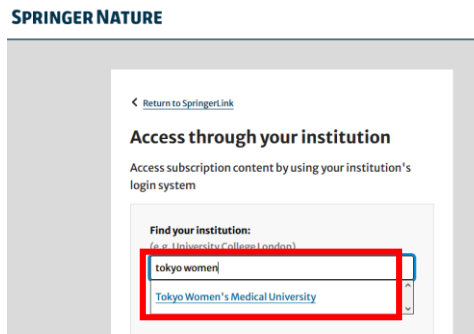 SPRINGER NATURE
Return to SpringerLink
Access through your institution
Access subscription content by using your institution's
login system
Find your institution:
(e.g. University College London)
tokyo women
Tokyo Women's Medical University